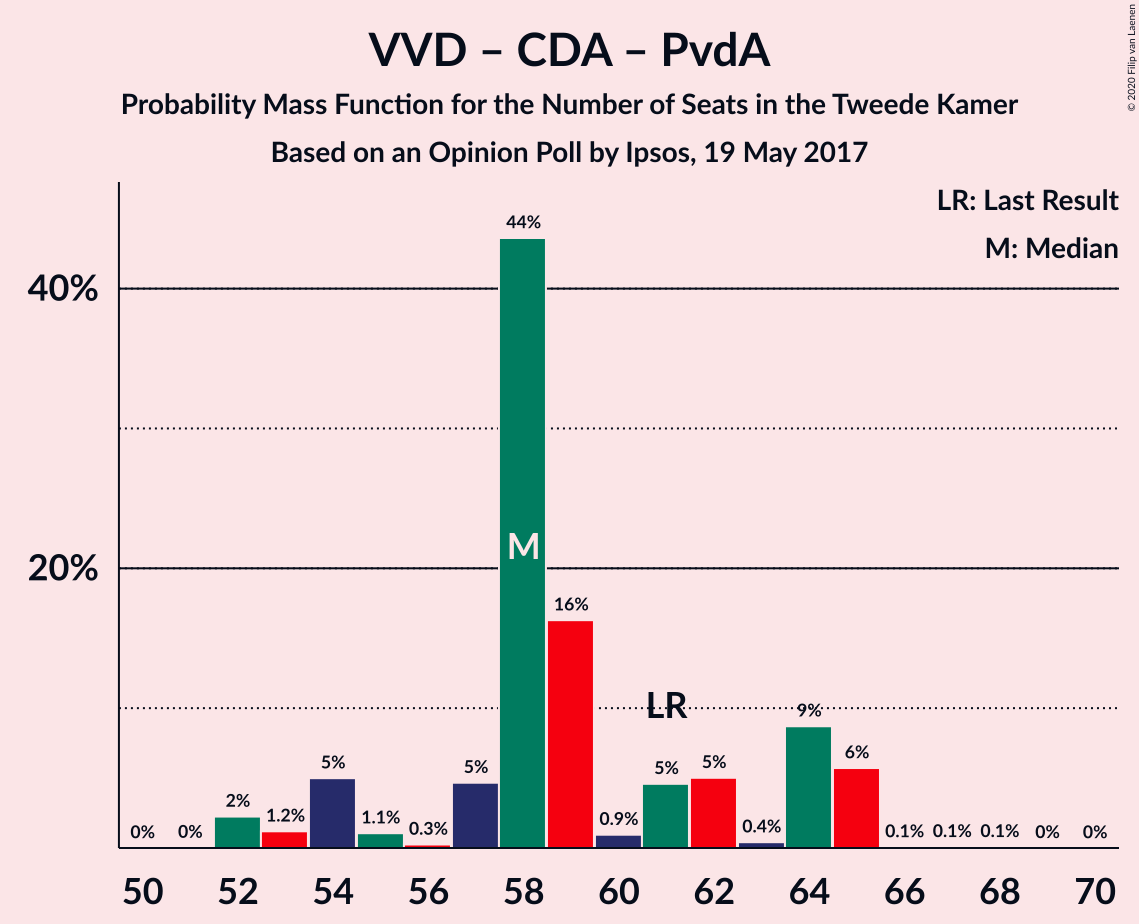 VVD – CDA – PvdA
Probability Mass Function for the Number of Seats in the Tweede Kamer
Based on an Opinion Poll by Ipsos, 19 May 2017
© 2020 Filip van Laenen
LR: Last Result
M: Median
40%
20%
0%
0%
2%
1.2%
5%
1.1%
0.3%
5%
44%
M
16%
0.9%
LR
5%
5%
0.4%
9%
6%
0.1%
0.1%
0.1%
0%
0%
50 52 54 56 58 60 62 64 66 68 70